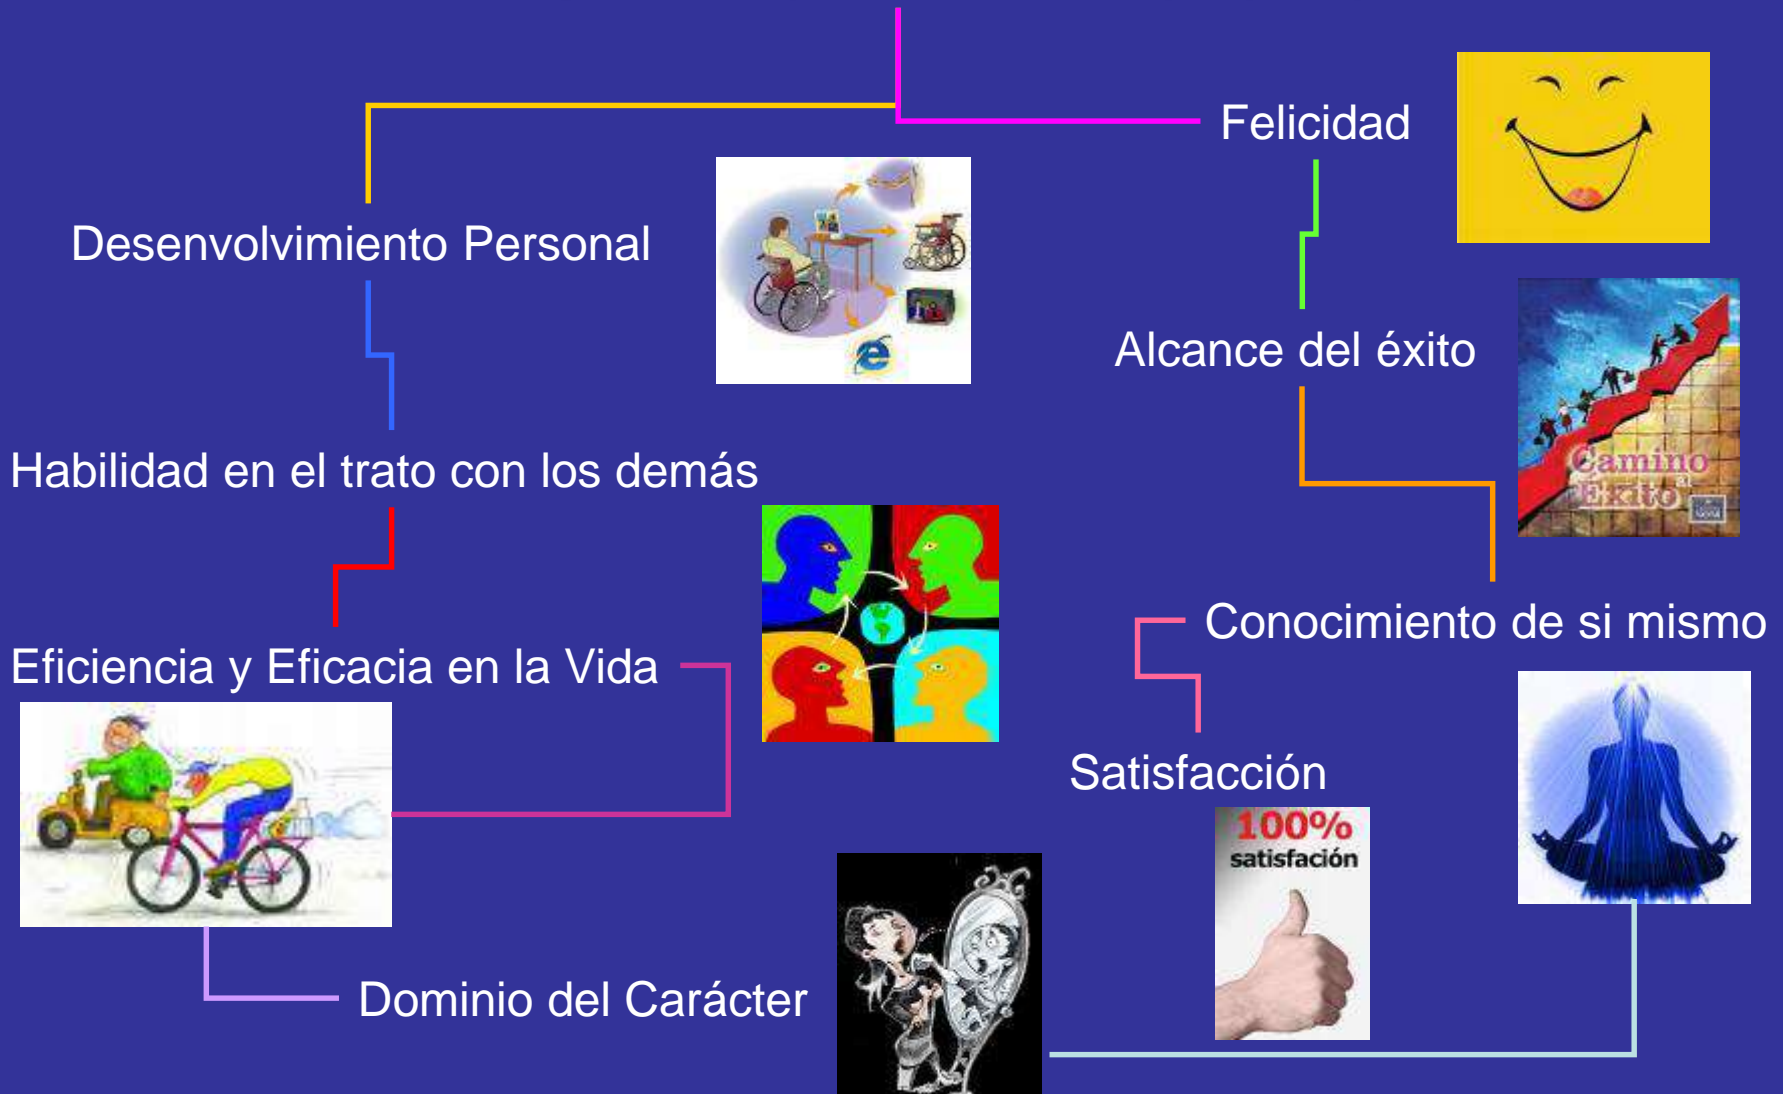 Felicidad
Desenvolvimiento Personal
Alcance del éxito
Habilidad en el trato con los demás
Camino
al
Exito
Conocimiento de si mismo
Eficiencia y Eficacia en la Vida
Satisfacción
100%
satisfación
Dominio del Carácter